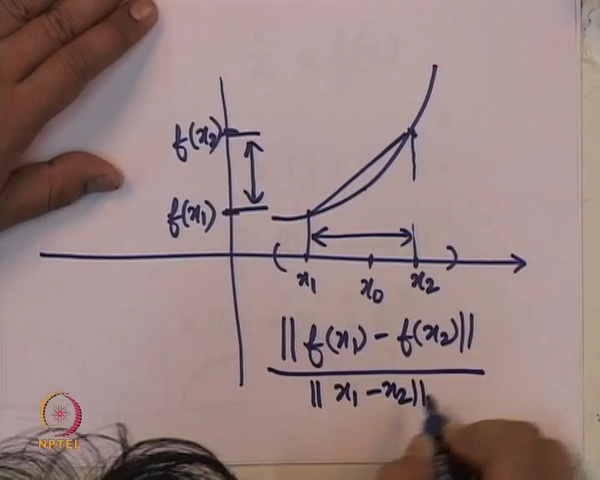 f(x₂)
f(x₁)
x₁ x₀ x₂
|| f(x₁) - f(x₂) ||
|| x₁ - x₂ ||
NPTEL